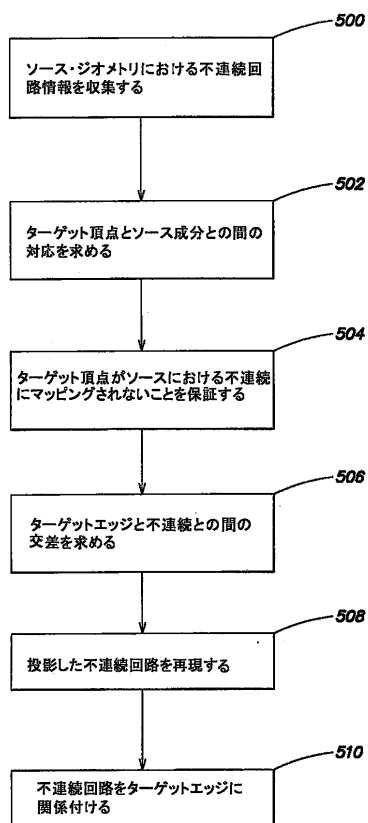 500
ソース・ジオメトリにおける不連続回
路情報を収集する
502
ターゲット頂点とソース成分との間の
対応を求める
504
ターゲット頂点がソースにおける不連続
にマッピングされないことを保証する
506
ターゲットエッジと不連続との間の
交差を求める
508
投影した不連続回路を再現する
510
不連続回路をターゲットエッジに
関係付ける